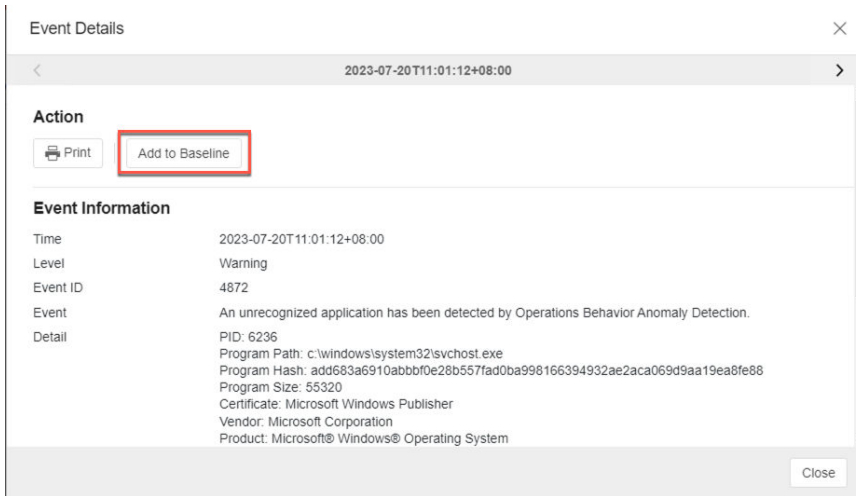 Event Details
2023-07-20T11:01:12+08:00
Action
Print
Add to Baseline
Event Information
Time 2023-07-20T11:01:12+08:00
Level Warning
Event ID 4872
Event An unrecognized application has been detected by Operations Behavior Anomaly Detection.
Detail PID: 6236
Program Path: c:\windows\system32\svchost.exe
Program Hash: add683a6910abbbf0e28b557fad0ba998166394932ae2aca069d9aa19ea8fe88
Program Size: 55320
Certificate: Microsoft Windows Publisher
Vendor: Microsoft Corporation
Product: Microsoft® Windows® Operating System
Close